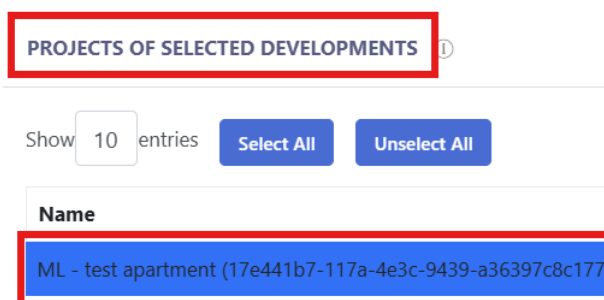 PROJECTS OF SELECTED DEVELOPMENTS
Show 10 entries Select All Unselect All
Name
ML - test apartment (17e441b7-117a-4e3c-9439-a36397c8c177